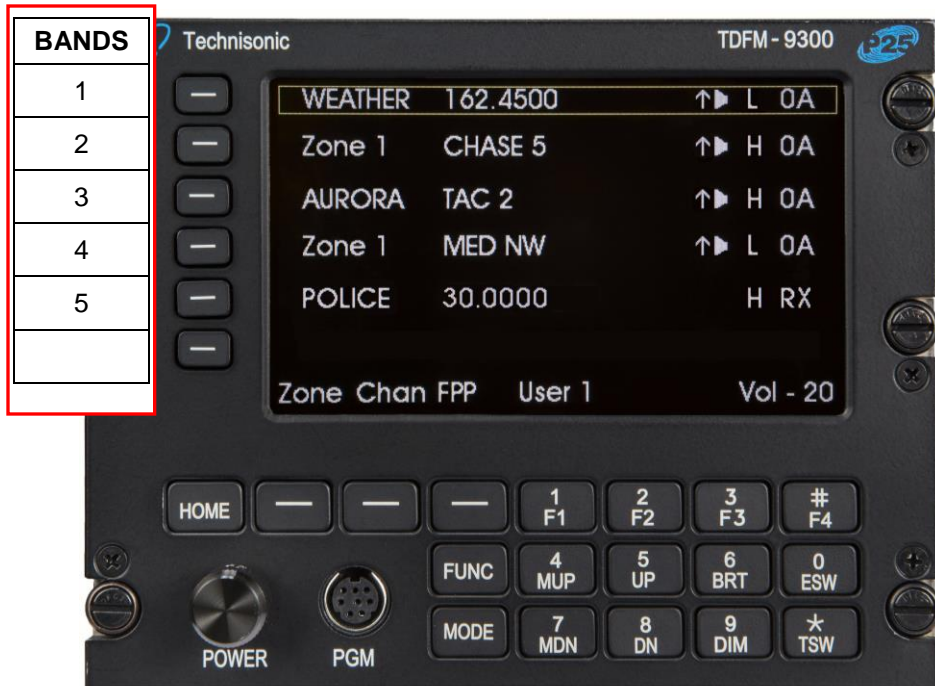 BANDS
1
2
3
4
5
Technisonic TDFM - 9300 P25
WEATHER 162.4500 ↑ L 0A
Zone 1 CHASE 5 ↑ H 0A
AURORA TAC 2 ↑ H 0A
Zone 1 MED NW ↑ L 0A
POLICE 30.0000 H RX
Zone Chan FPP User 1 Vol - 20
HOME 1 2 3 #
F1 F2 F3 F4
FUNC 4 5 6 0
MUP UP BRT ESW
MODE 7 8 9 *
MDN DN DIM TSW
POWER PGM